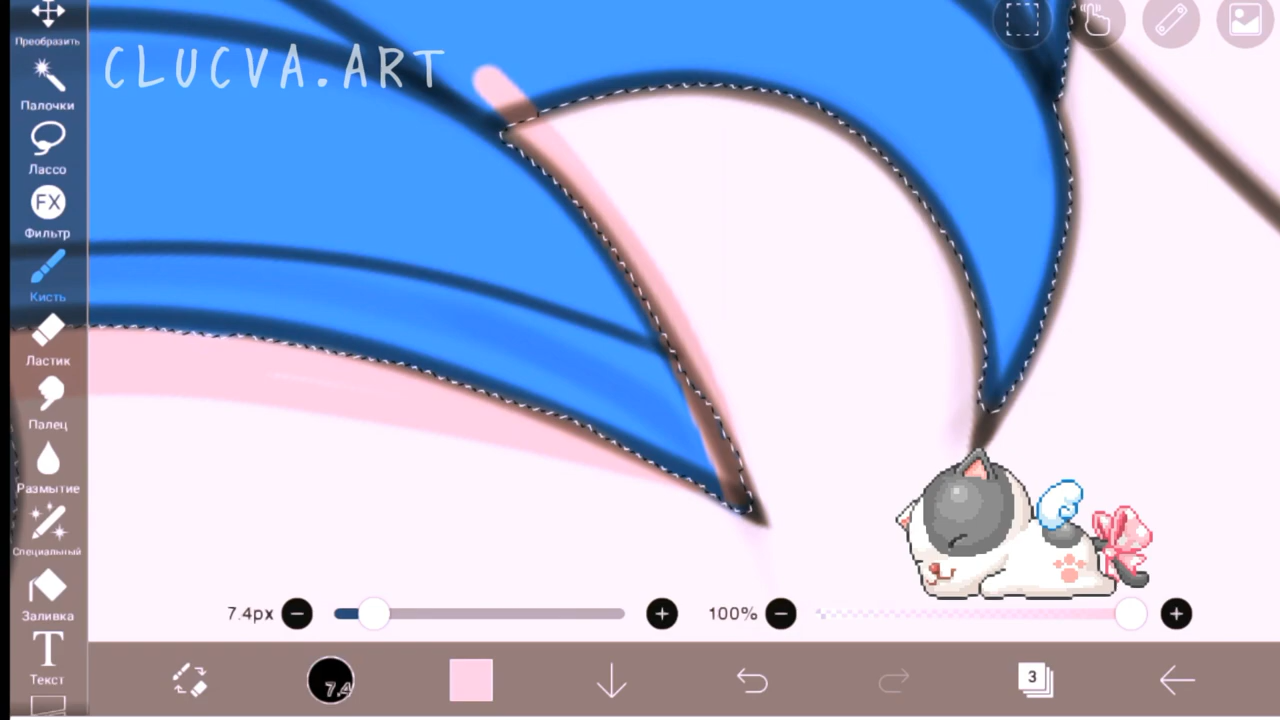 Преобразить
CLUCVA.ART
Палочки
Лассо
FX
Фильтр
Кисть
Ластик
Палец
Размытие
Специальный
Заливка
7.4px
100%
T
Текст
7.4
3